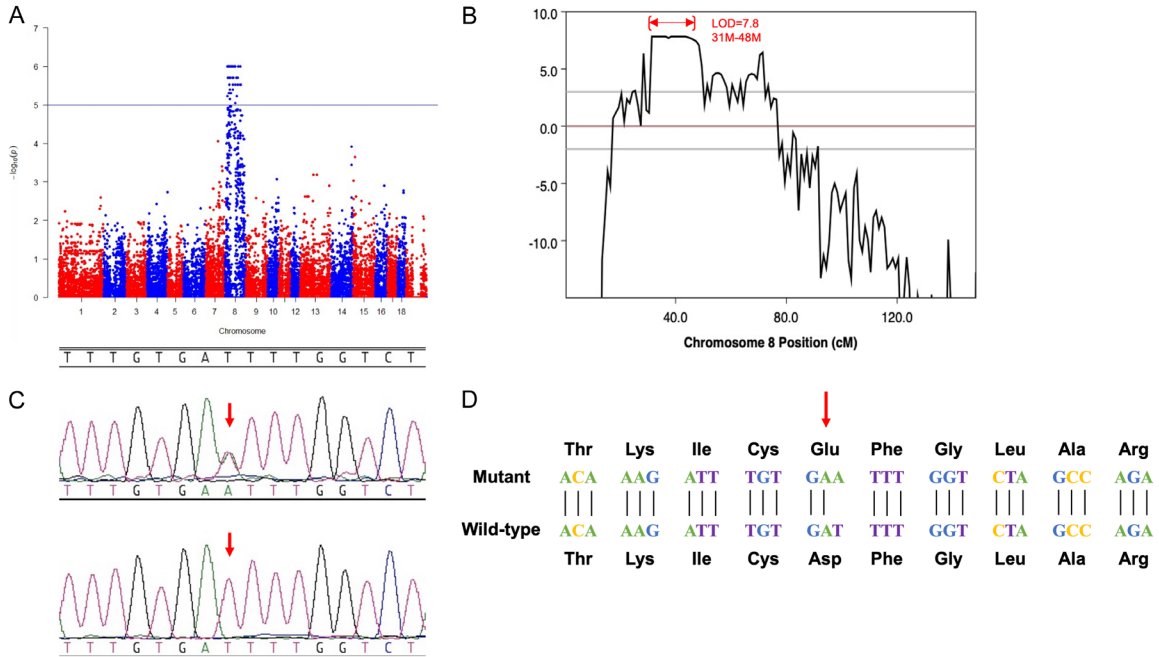 A
7
6
5
4
3
2
1
0
−log10(p)
1 2 3 4 5 6 7 8 9 10 12 13 14 15 16 18
Chromosome
B
10.0
5.0
0.0
-5.0
-10.0
LOD=7.8
31M-48M
40.0 80.0 120.0
Chromosome 8 Position (cM)
T T T G T G A T T T T G G T C T
C
T T T G T G A A T T T G G T C T
T T T G T G A T T T T G G T C T
D
Thr Lys Ile Cys Glu Phe Gly Leu Ala Arg
Mutant ACA AAG ATT TGT GAA TTT GGT CTA GCC AGA
Wild-type ACA AAG ATT TGT GAT TTT GGT CTA GCC AGA
Thr Lys Ile Cys Asp Phe Gly Leu Ala Arg